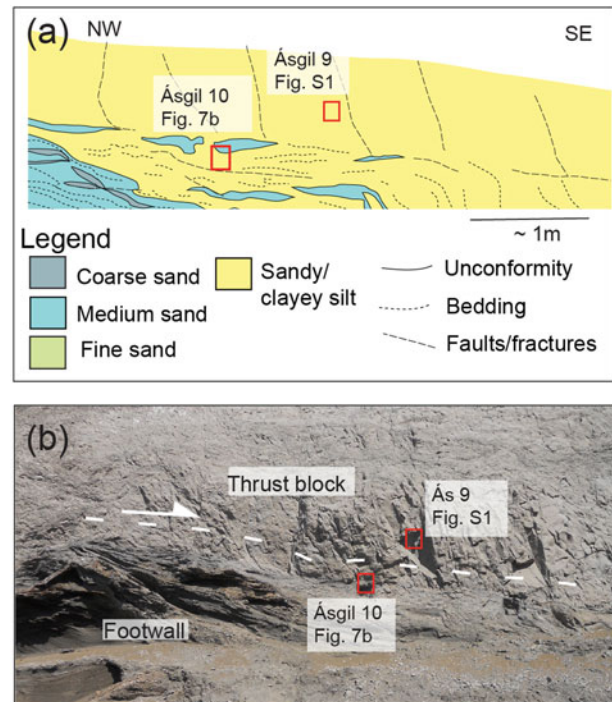 (a)
NW
SE
Ásgil 9
Fig. S1
Ásgil 10
Fig. 7b
~ 1m
Legend
Coarse sand
Medium sand
Fine sand
Sandy/
clayey silt
Unconformity
Bedding
Faults/fractures
(b)
Thrust block
Ás 9
Fig. S1
Ásgil 10
Fig. 7b
Footwall